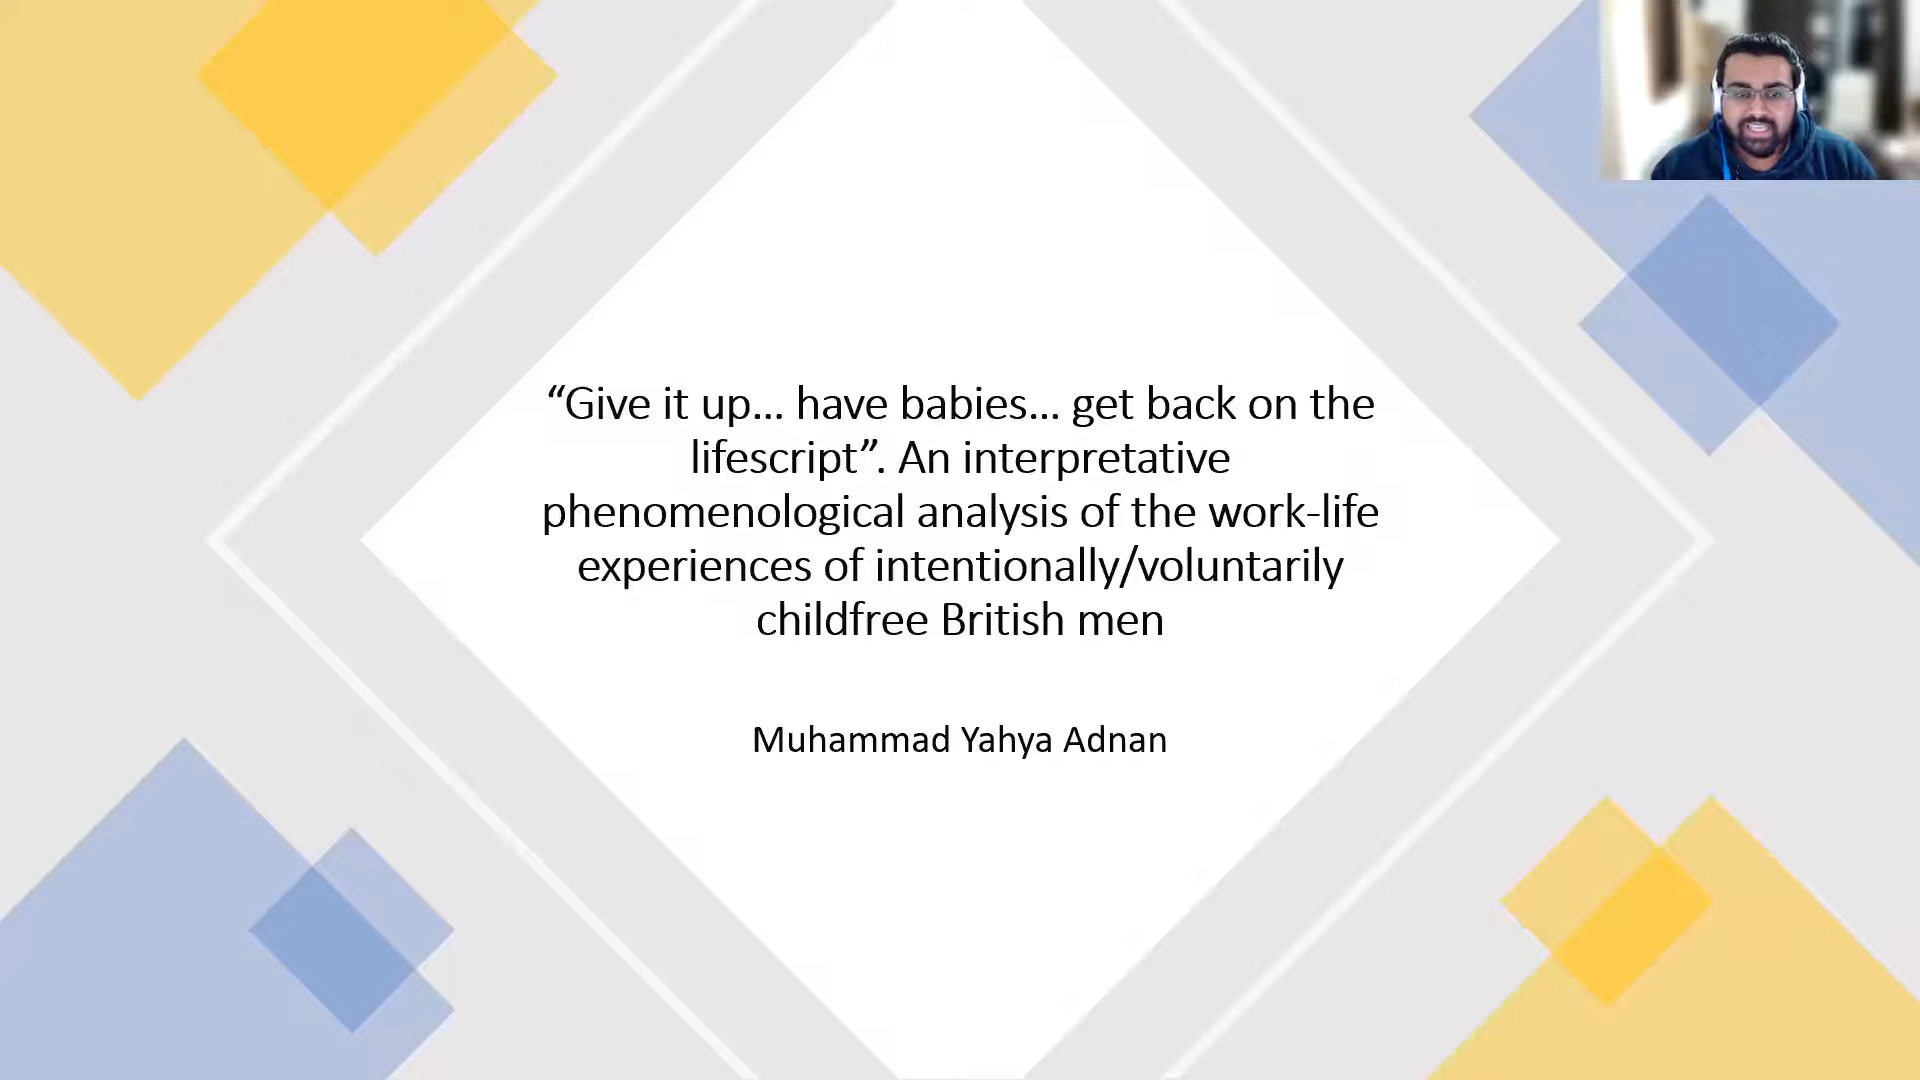 “Give it up... have babies... get back on the
lifescript”. An interpretative
phenomenological analysis of the work-life
experiences of intentionally/voluntarily
childfree British men
Muhammad Yahya Adnan